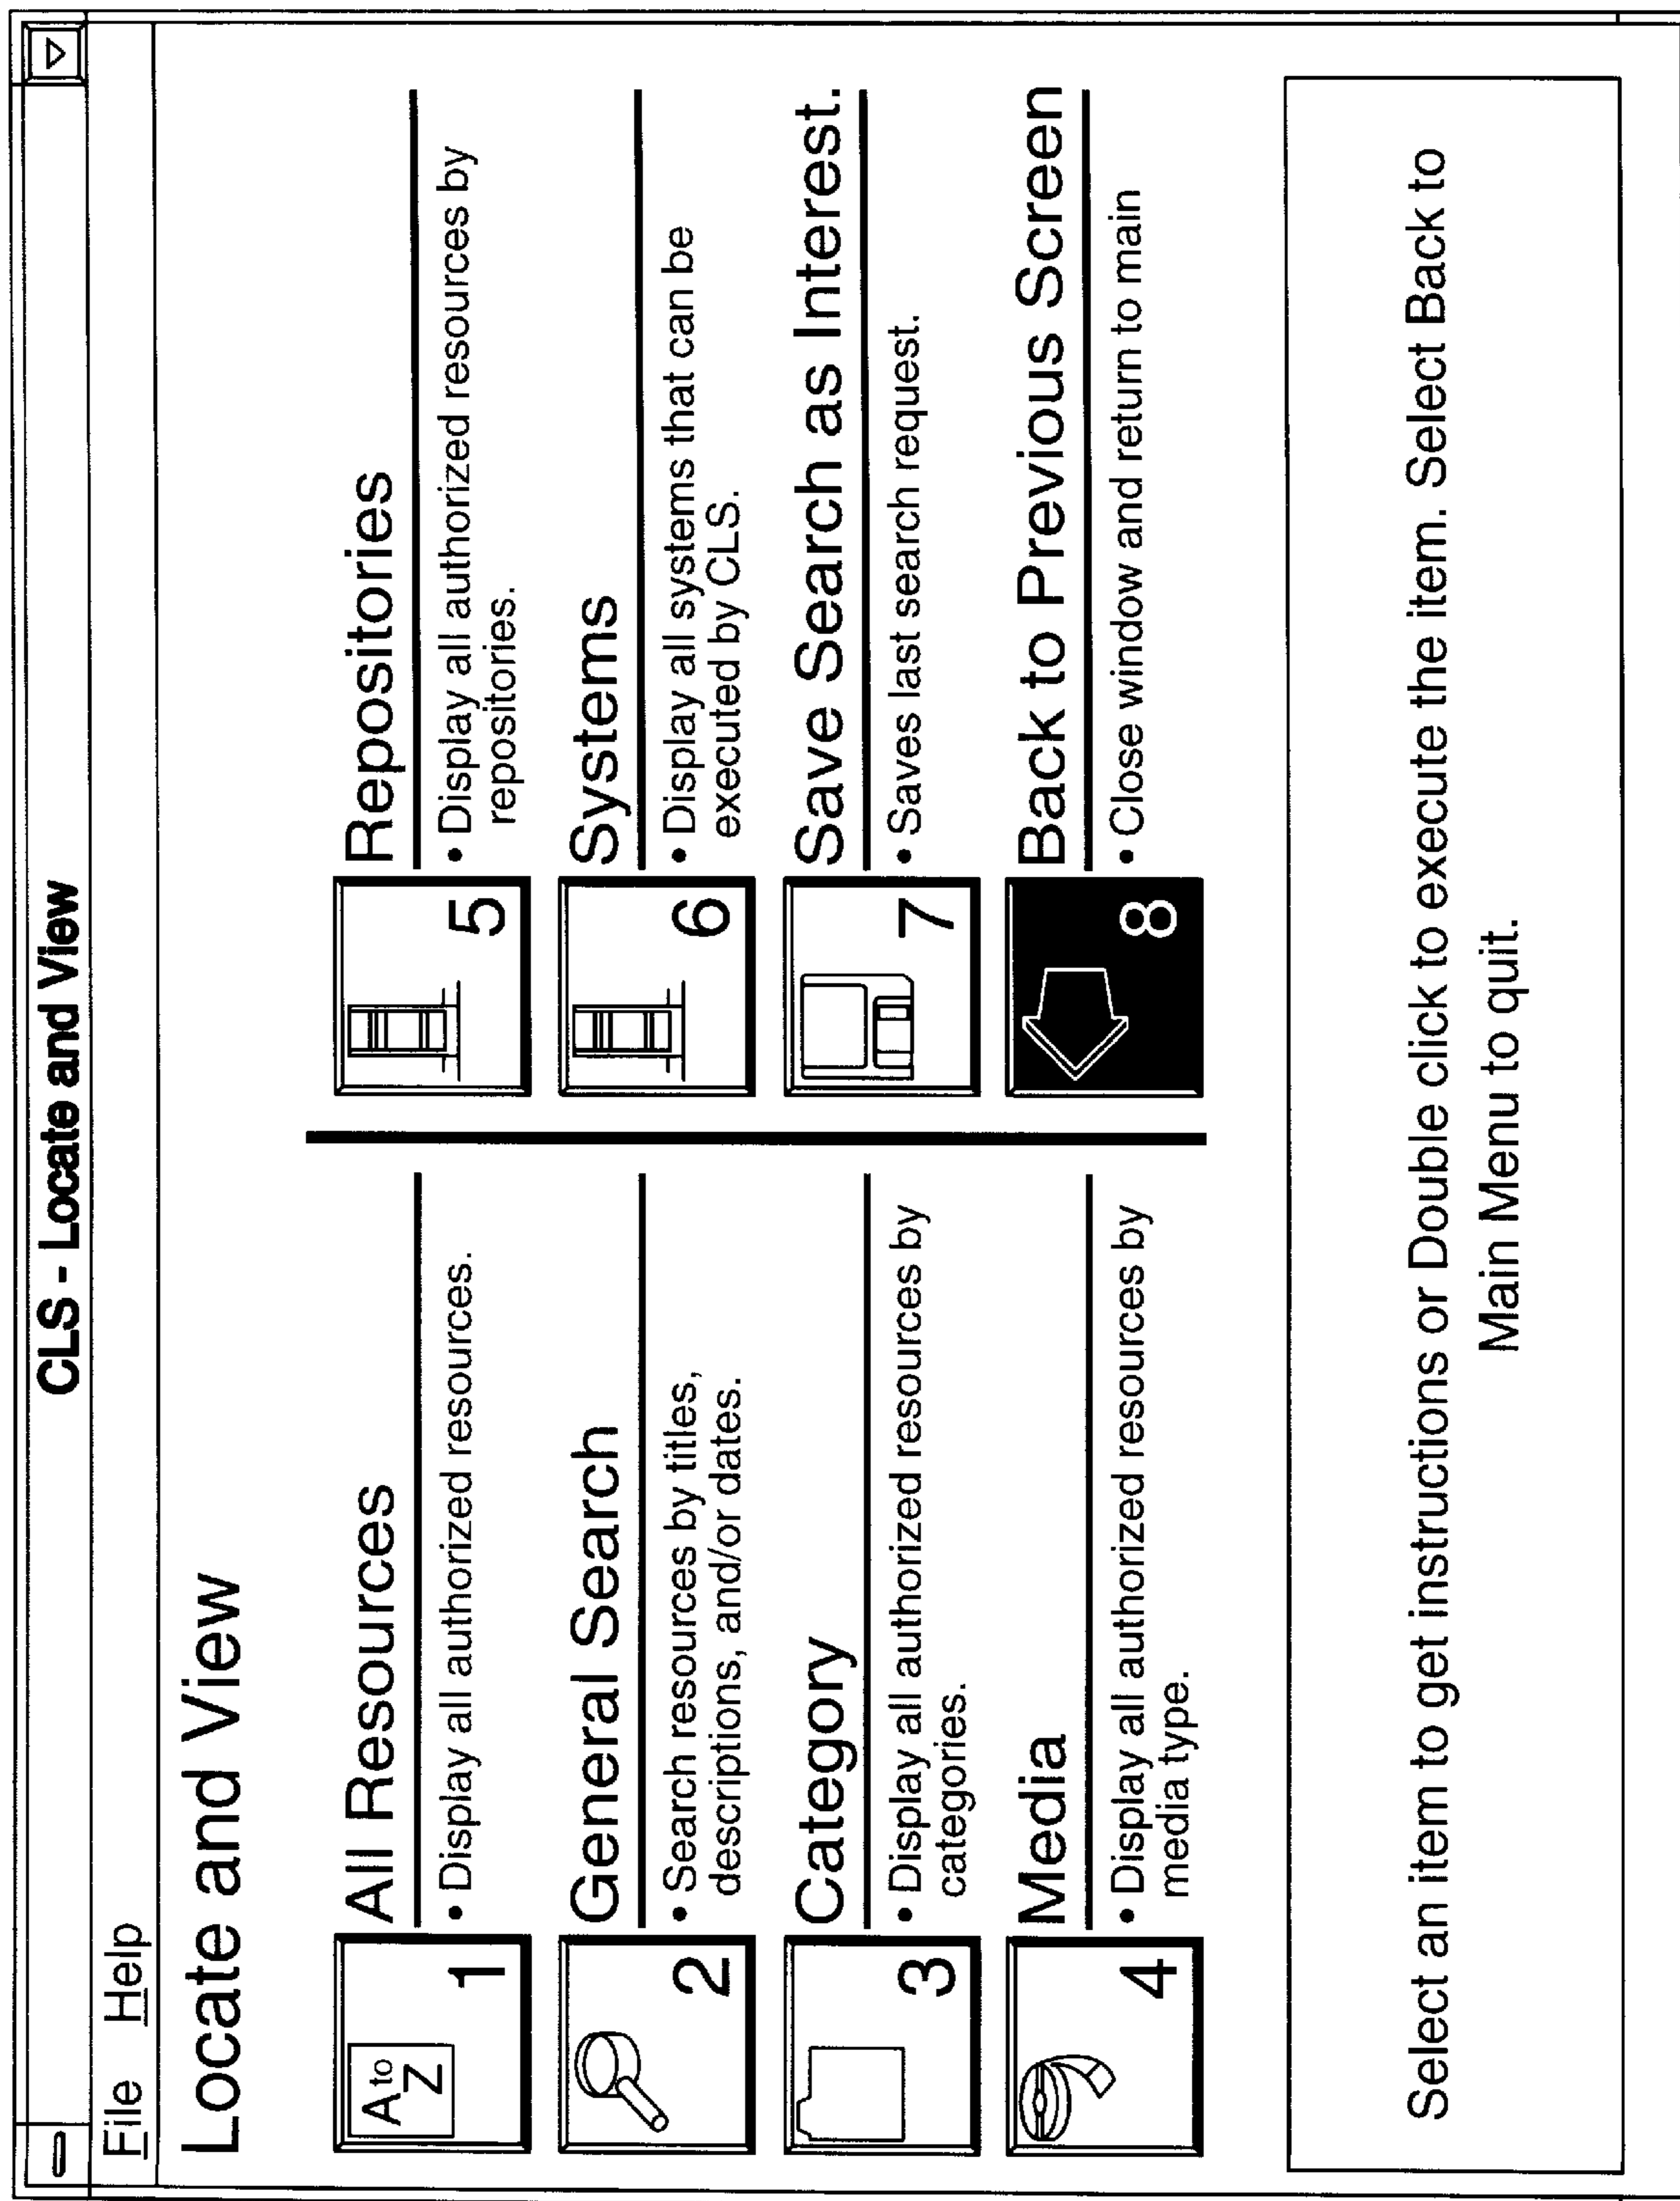 CLS - Locate and View
File Help
Locate and View
A to
Z
1
All Resources
• Display all authorized resources.
2
General Search
• Search resources by titles,
descriptions, and/or dates.
3
Category
• Display all authorized resources by
categories.
4
Media
• Display all authorized resources by
media type.
5
Repositories
• Display all authorized resources by
repositories.
6
Systems
• Display all systems that can be
executed by CLS.
7
Save Search as Interest.
• Saves last search request.
8
Back to Previous Screen
• Close window and return to main
Select an item to get instructions or Double click to execute the item. Select Back to
Main Menu to quit.